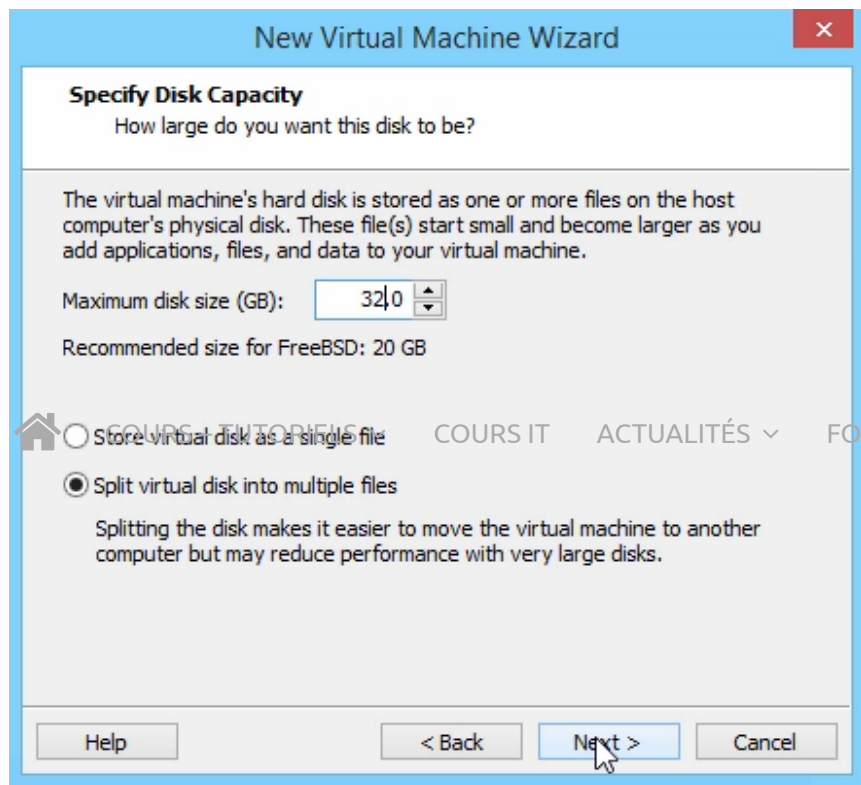 New Virtual Machine Wizard
Specify Disk Capacity
How large do you want this disk to be?
The virtual machine's hard disk is stored as one or more files on the host
computer's physical disk. These file(s) start small and become larger as you
add applications, files, and data to your virtual machine.
Maximum disk size (GB): 32.0
Recommended size for FreeBSD: 20 GB
Store virtual disk as a single file
COURS - TUTORIELS COURS IT ACTUALITÉS FO
Split virtual disk into multiple files
Splitting the disk makes it easier to move the virtual machine to another
computer but may reduce performance with very large disks.
Help < Back Next > Cancel